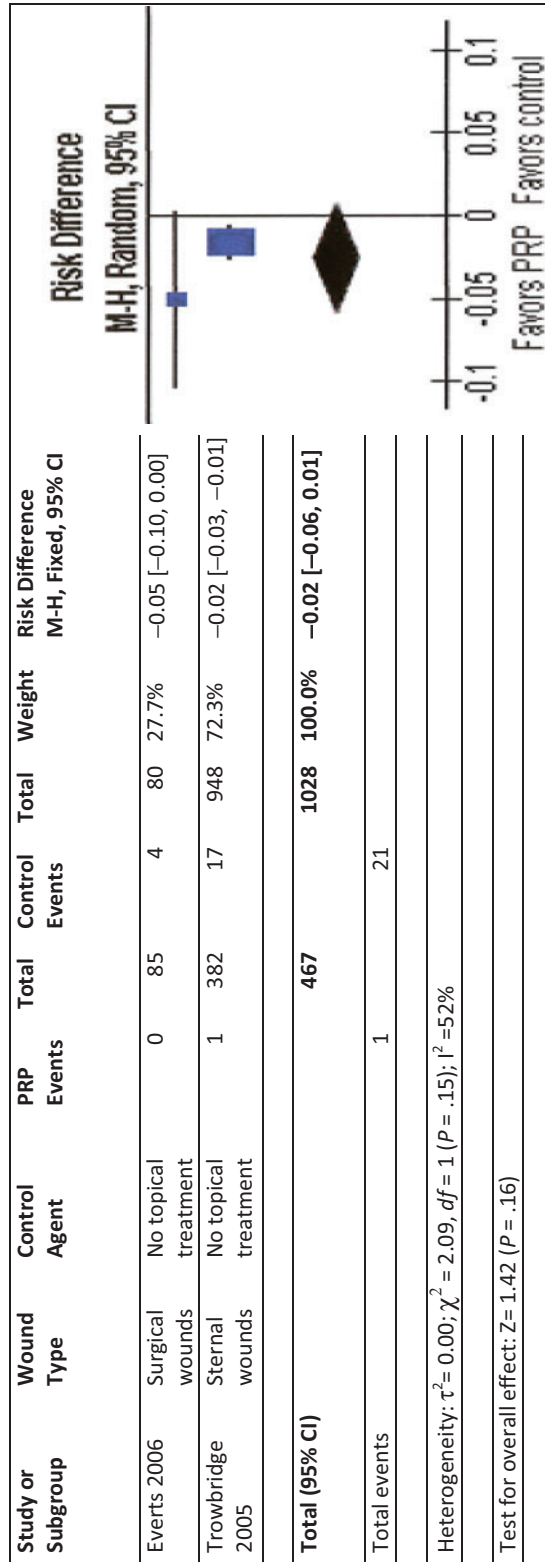 Study or Subgroup Wound Type Control Agent PRP Events Total Control Events Total Weight Risk Difference M-H, Fixed, 95% CI
Risk Difference
M-H, Random, 95% CI
Everts 2006 Surgical wounds No topical treatment 0 85 4 80 27.7% −0.05 [−0.10, 0.00]
Trowbridge 2005 Sternal wounds No topical treatment 1 382 17 948 72.3% −0.02 [−0.03, −0.01]
Total (95% CI) 467 1028 100.0% −0.02 [−0.06, 0.01]
Total events 1 21
Heterogeneity: τ²= 0.00; χ² = 2.09, df = 1 (P = .15); I² =52%
Test for overall effect: Z= 1.42 (P = .16)
-0.1 -0.05 0 0.05 0.1
Favors PRP Favors control